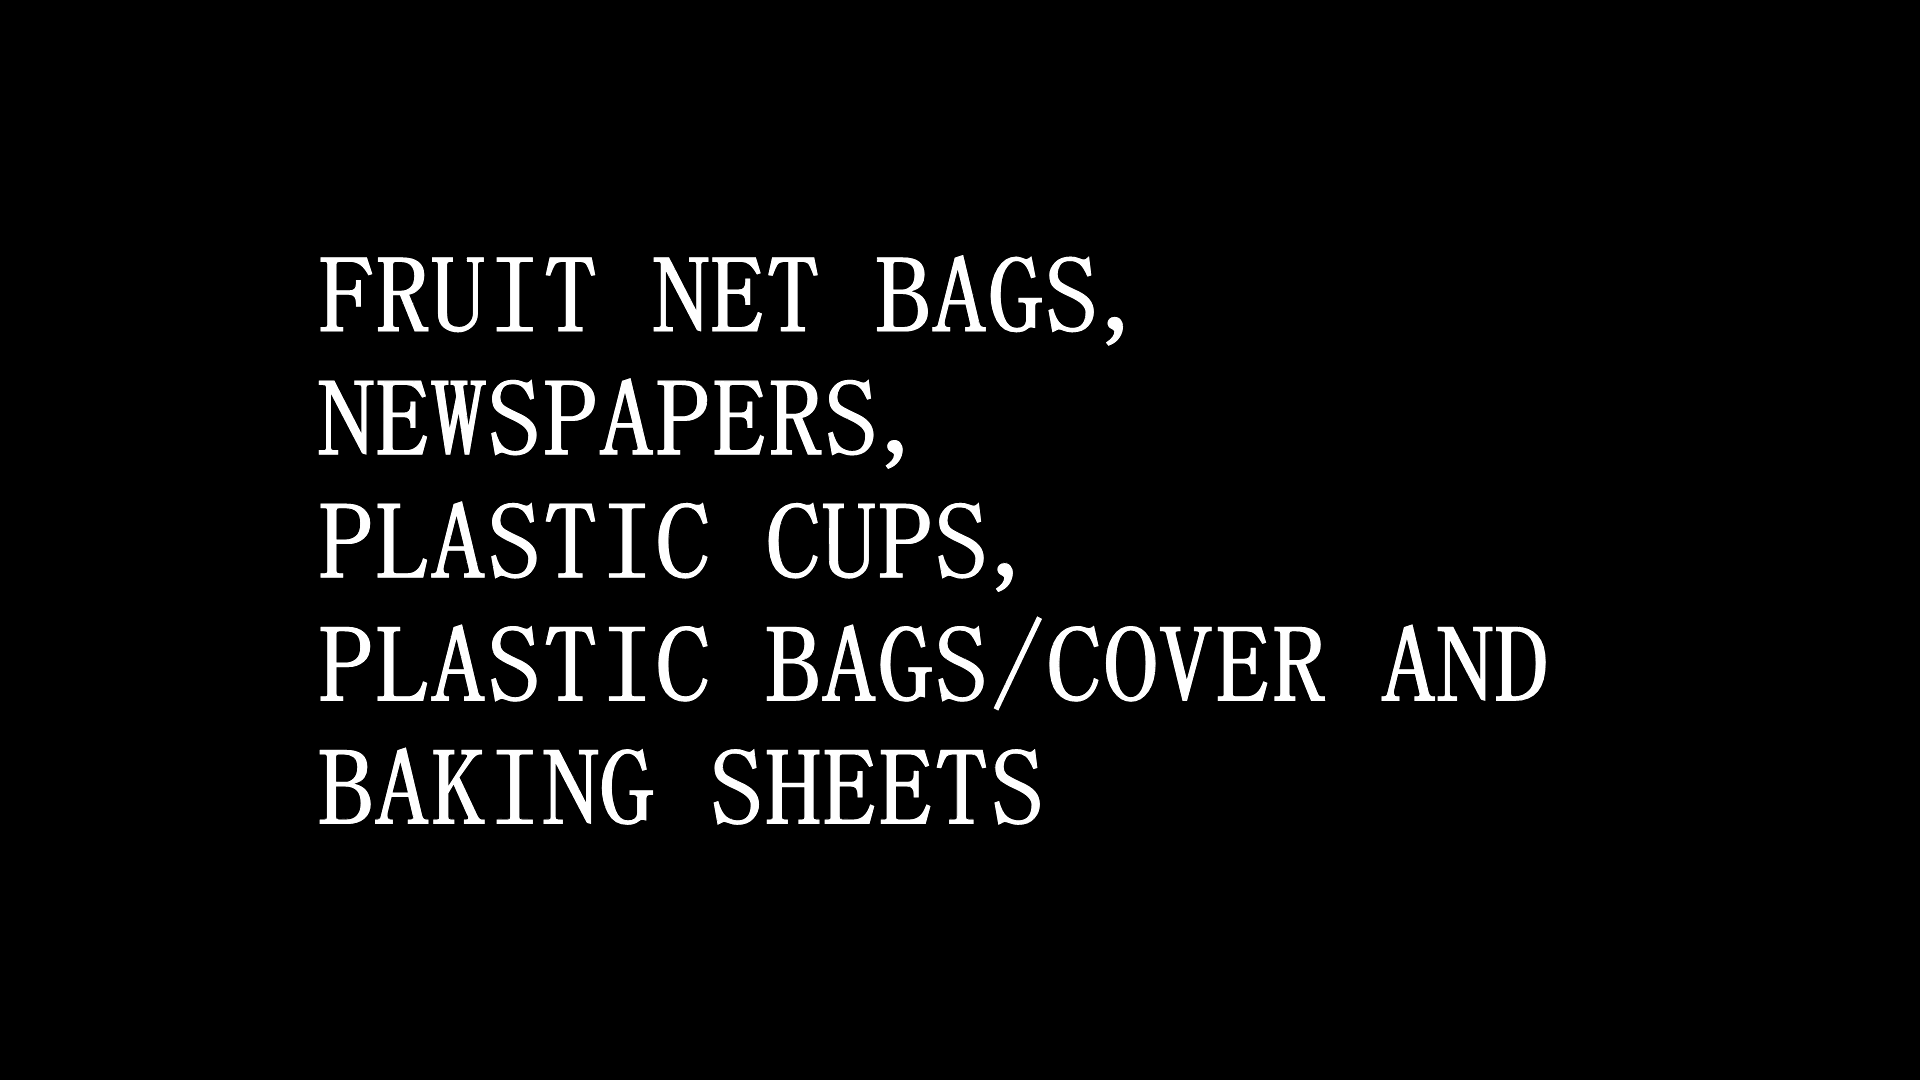 FRUIT NET BAGS,
NEWSPAPERS,
PLASTIC CUPS,
PLASTIC BAGS/COVER AND
BAKING SHEETS